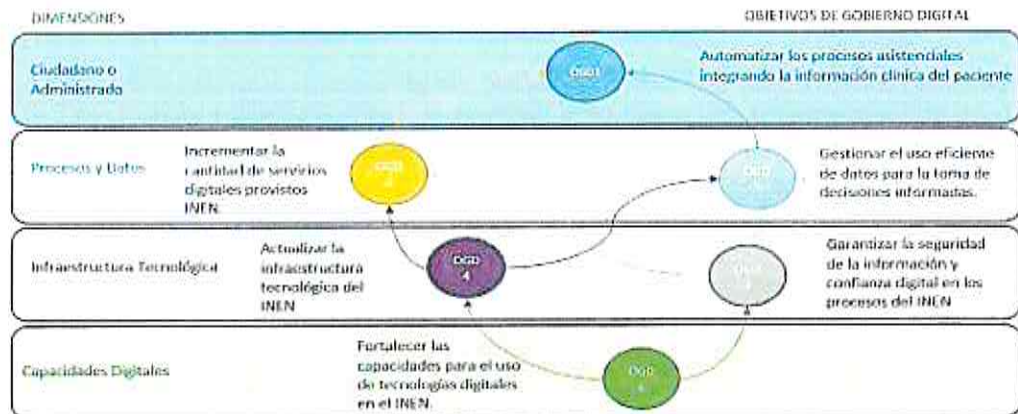 DIMENSIONES
OBJETIVOS DE GOBIERNO DIGITAL
Ciudadano o
Administrado
OGD1
Automatizar los procesos asistenciales
integrando la información clínica del paciente
Procesos y Datos
Incrementar la
cantidad de servicios
digitales provistos
INEN.
OGD
OGD
Gestionar el uso eficiente
de datos para la toma de
decisiones informadas.
Infraestructura Tecnológica
Actualizar la
infraestructura
tecnológica del
INEN
OGD
4
OGD
Garantizar la seguridad
de la información y
confianza digital en los
procesos del INEN
Capacidades Digitales
Fortalecer las
capacidades para el uso
de tecnologías digitales
en el INEN.
OGD